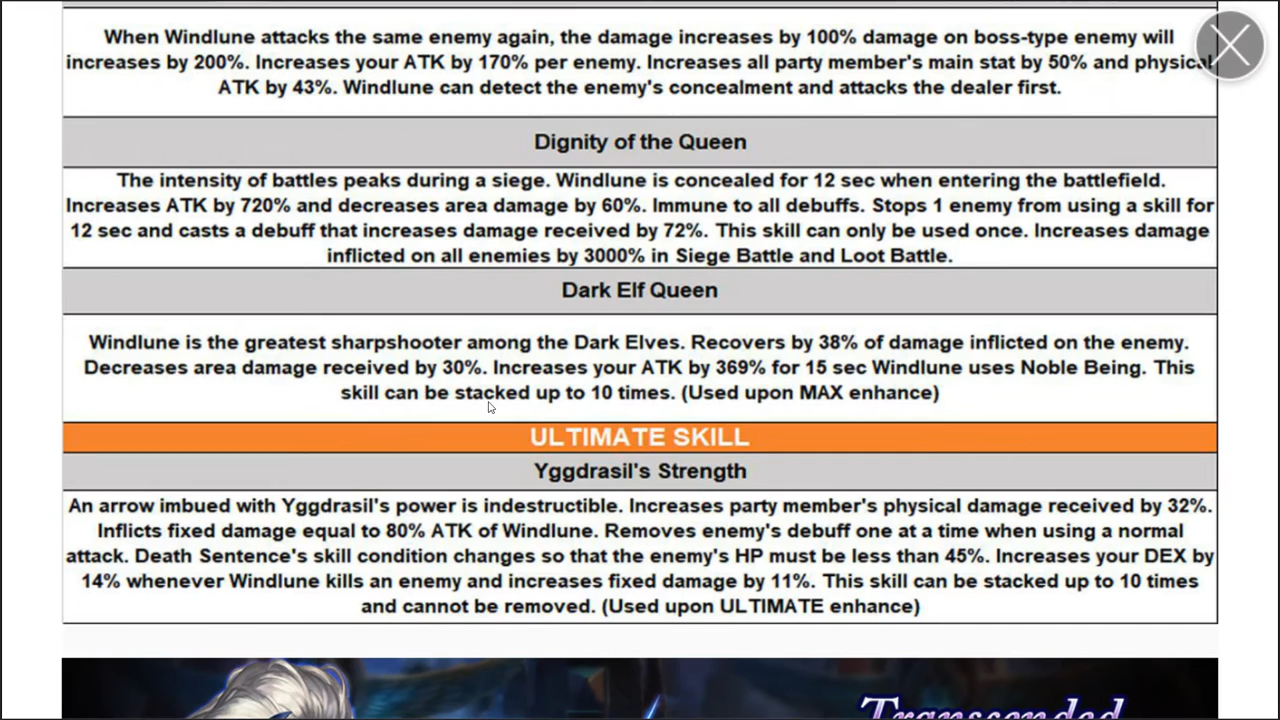 When Windlune attacks the same enemy again, the damage increases by 100% damage on boss-type enemy will
increases by 200%. Increases your ATK by 170% per enemy. Increases all party member's main stat by 50% and physical
ATK by 43%. Windlune can detect the enemy's concealment and attacks the dealer first.
Dignity of the Queen
The intensity of battles peaks during a siege. Windlune is concealed for 12 sec when entering the battlefield.
Increases ATK by 720% and decreases area damage by 60%. Immune to all debuffs. Stops 1 enemy from using a skill for
12 sec and casts a debuff that increases damage received by 72%. This skill can only be used once. Increases damage
inflicted on all enemies by 3000% in Siege Battle and Loot Battle.
Dark Elf Queen
Windlune is the greatest sharpshooter among the Dark Elves. Recovers by 38% of damage inflicted on the enemy.
Decreases area damage received by 30%. Increases your ATK by 369% for 15 sec Windlune uses Noble Being. This
skill can be stacked up to 10 times. (Used upon MAX enhance)
ULTIMATE SKILL
Yggdrasil's Strength
An arrow imbued with Yggdrasil's power is indestructible. Increases party member's physical damage received by 32%.
Inflicts fixed damage equal to 80% ATK of Windlune. Removes enemy's debuff one at a time when using a normal
attack. Death Sentence's skill condition changes so that the enemy's HP must be less than 45%. Increases your DEX by
14% whenever Windlune kills an enemy and increases fixed damage by 11%. This skill can be stacked up to 10 times
and cannot be removed. (Used upon ULTIMATE enhance)
Transcended